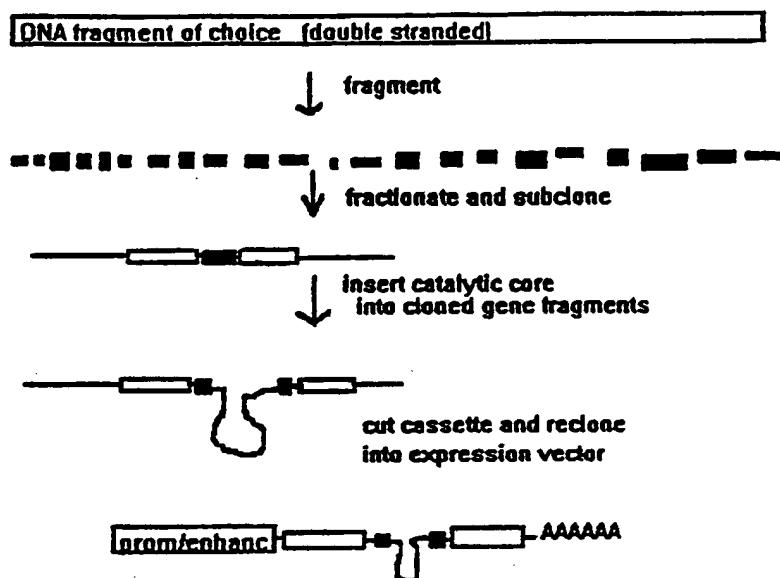 DNA fragment of choice (double stranded)
fragment
fractionate and subclone
insert catalytic core
into cloned gene fragments
cut cassette and reclone
into expression vector
prom/enhanc
AAAAAA